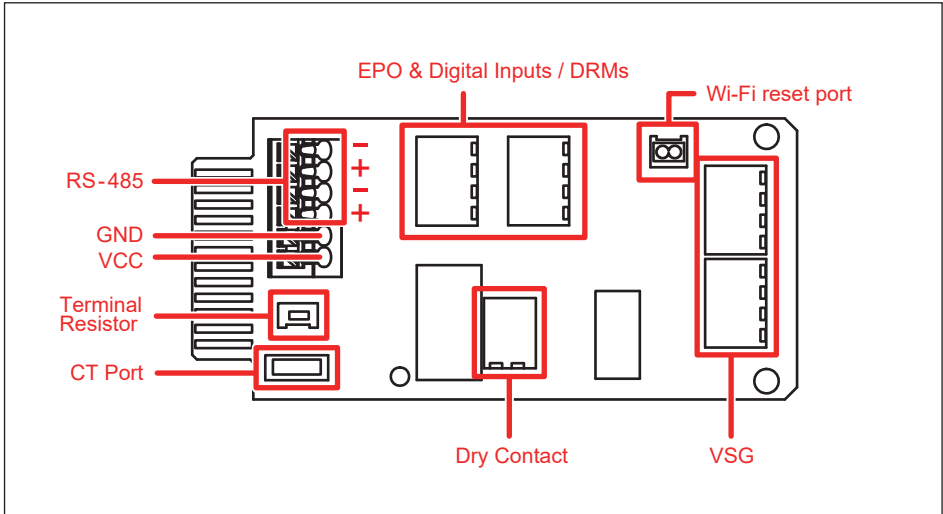 EPO & Digital Inputs / DRMs
Wi-Fi reset port
−
+
RS-485
−
+
GND
VCC
Terminal
Resistor
CT Port
Dry Contact
VSG